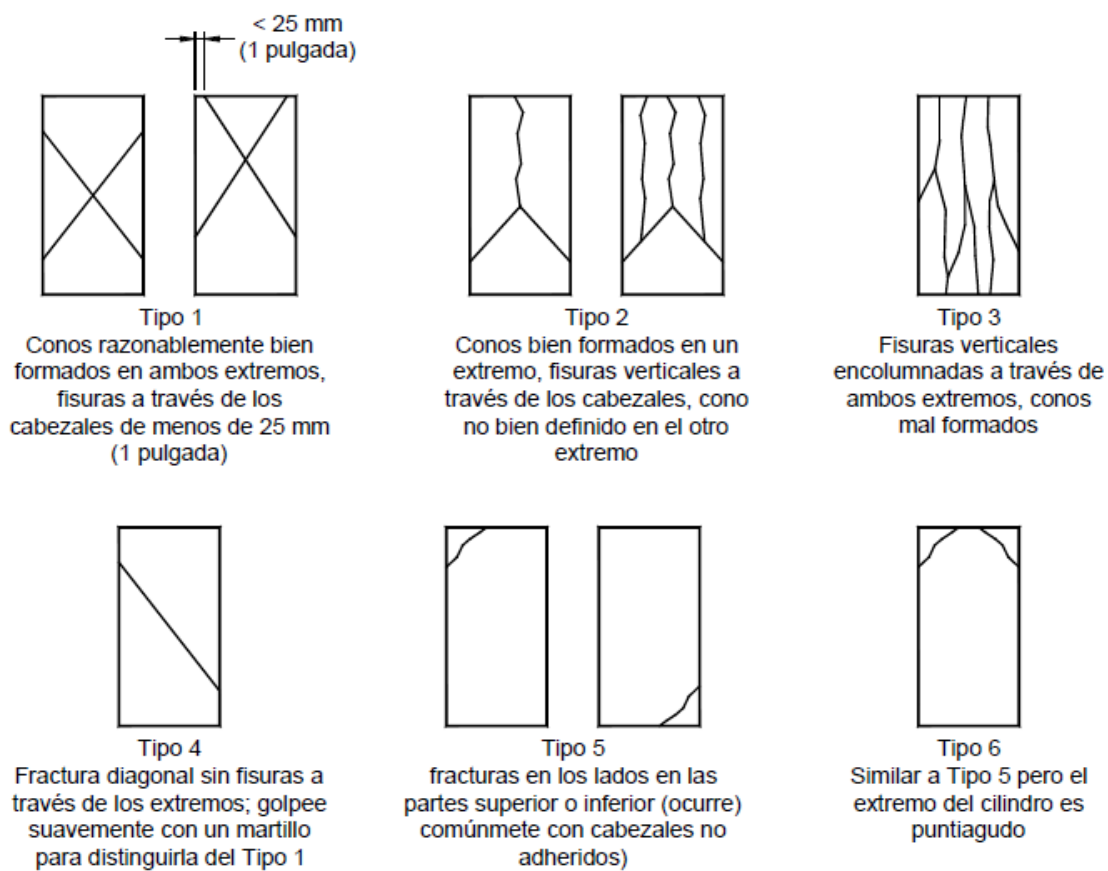 < 25 mm
(1 pulgada)
Tipo 1
Conos razonablemente bien
formados en ambos extremos,
fisuras a través de los
cabezales de menos de 25 mm
(1 pulgada)
Tipo 2
Conos bien formados en un
extremo, fisuras verticales a
través de los cabezales, cono
no bien definido en el otro
extremo
Tipo 3
Fisuras verticales
encolumnadas a través de
ambos extremos, conos
mal formados
Tipo 4
Fractura diagonal sin fisuras a
través de los extremos; golpee
suavemente con un martillo
para distinguirla del Tipo 1
Tipo 5
fracturas en los lados en las
partes superior o inferior (ocurre)
comúnmete con cabezales no
adheridos)
Tipo 6
Similar a Tipo 5 pero el
extremo del cilindro es
puntiagudo